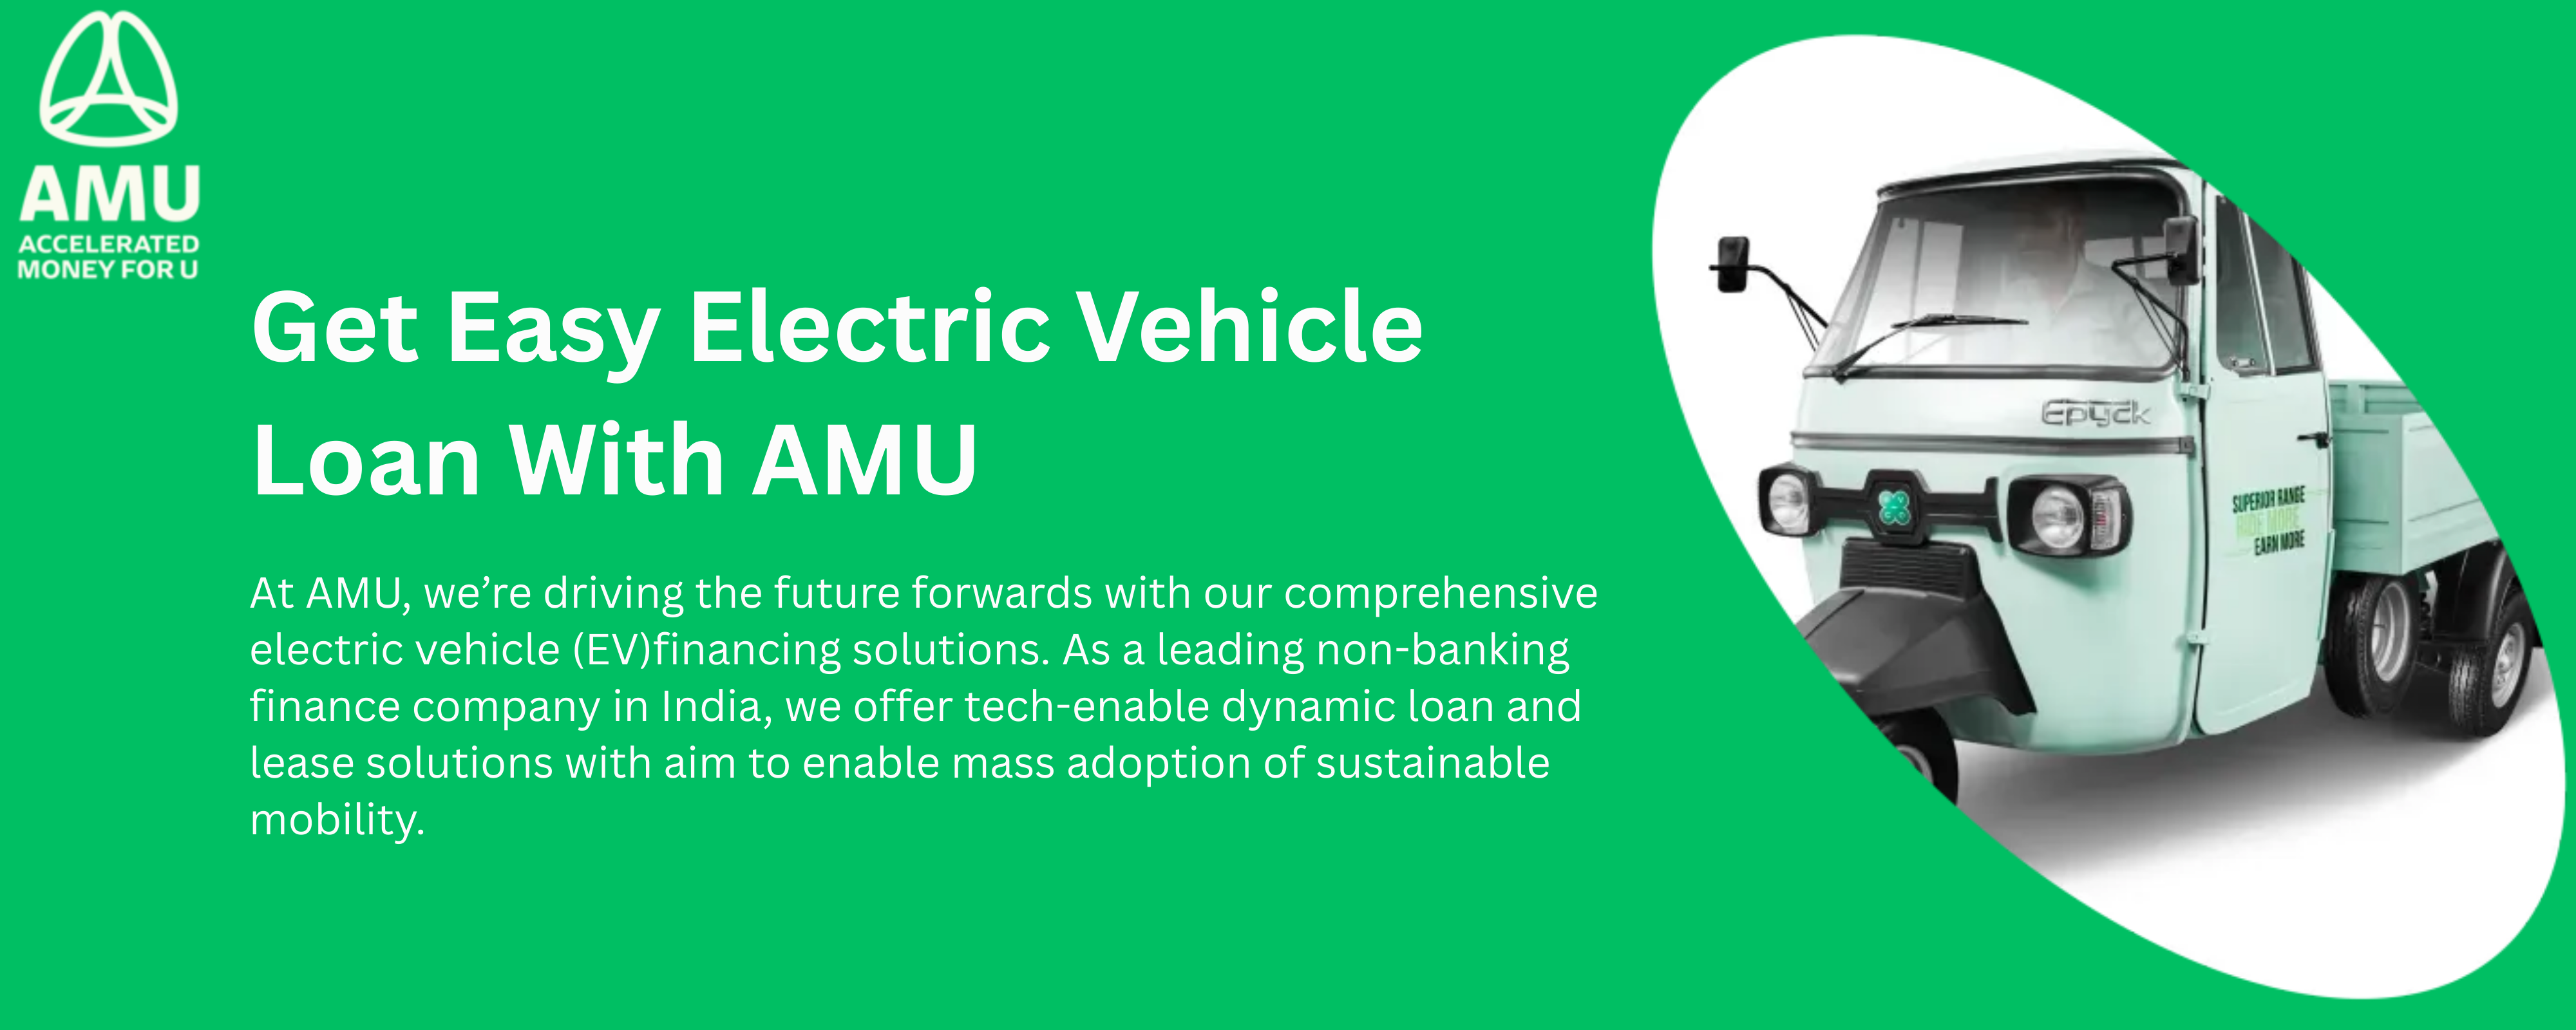 AMU
ACCELERATED
MONEY FOR U
Get Easy Electric Vehicle
Loan With AMU
At AMU, we’re driving the future forwards with our comprehensive
electric vehicle (EV)financing solutions. As a leading non-banking
finance company in India, we offer tech-enable dynamic loan and
lease solutions with aim to enable mass adoption of sustainable
mobility.
Epyck
SUPERIOR RANGE
RIDE MORE
EARN MORE